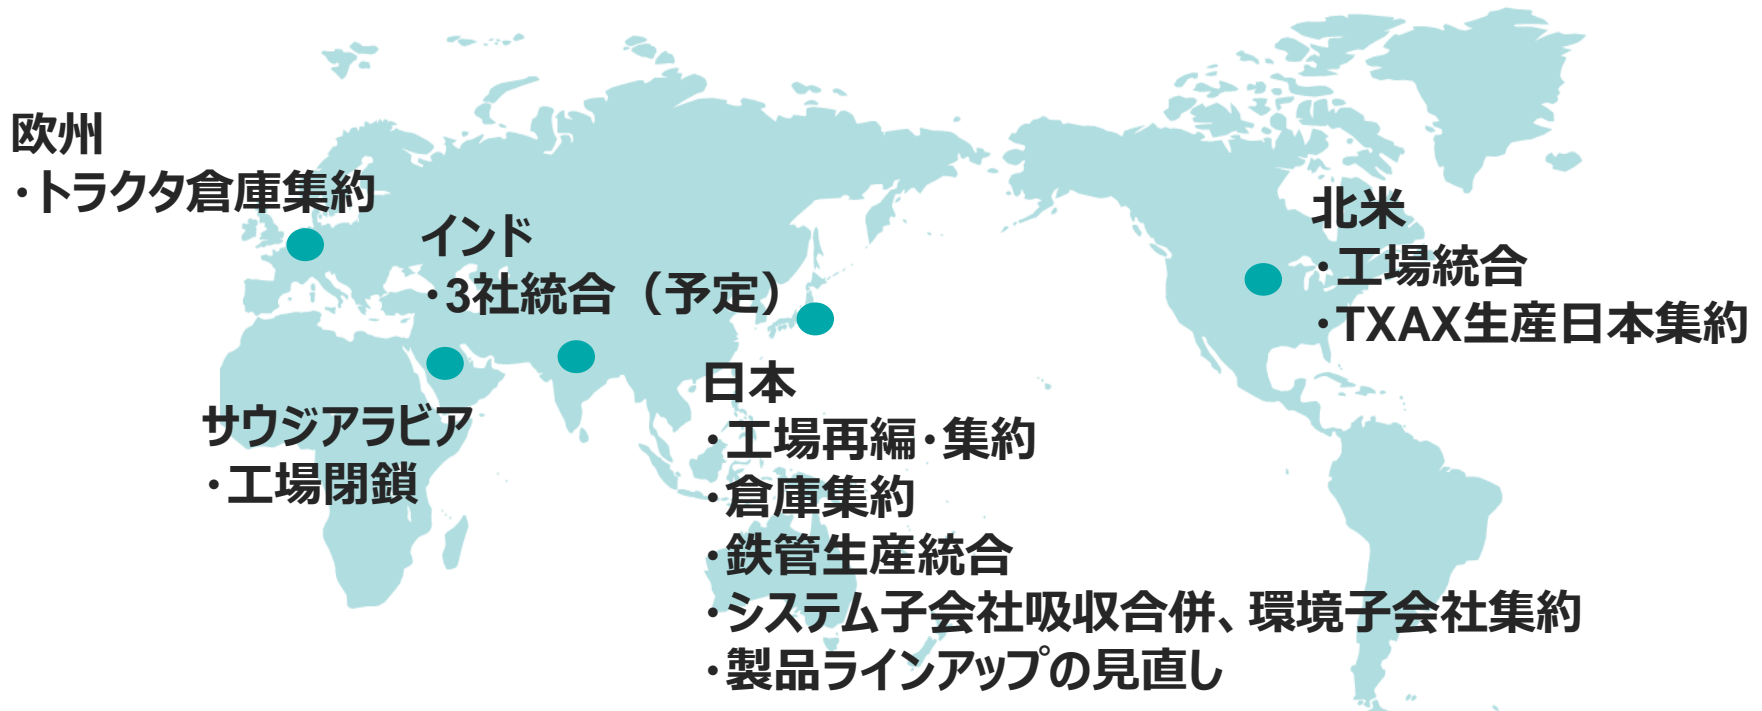 欧州
・トラクタ倉庫集約
インド
・3社統合（予定）
サウジアラビア
・工場閉鎖
日本
・工場再編・集約
・倉庫集約
・鉄管生産統合
・システム子会社吸収合併、環境子会社集約
・製品ラインアップの見直し
北米
・工場統合
・TXAX生産日本集約